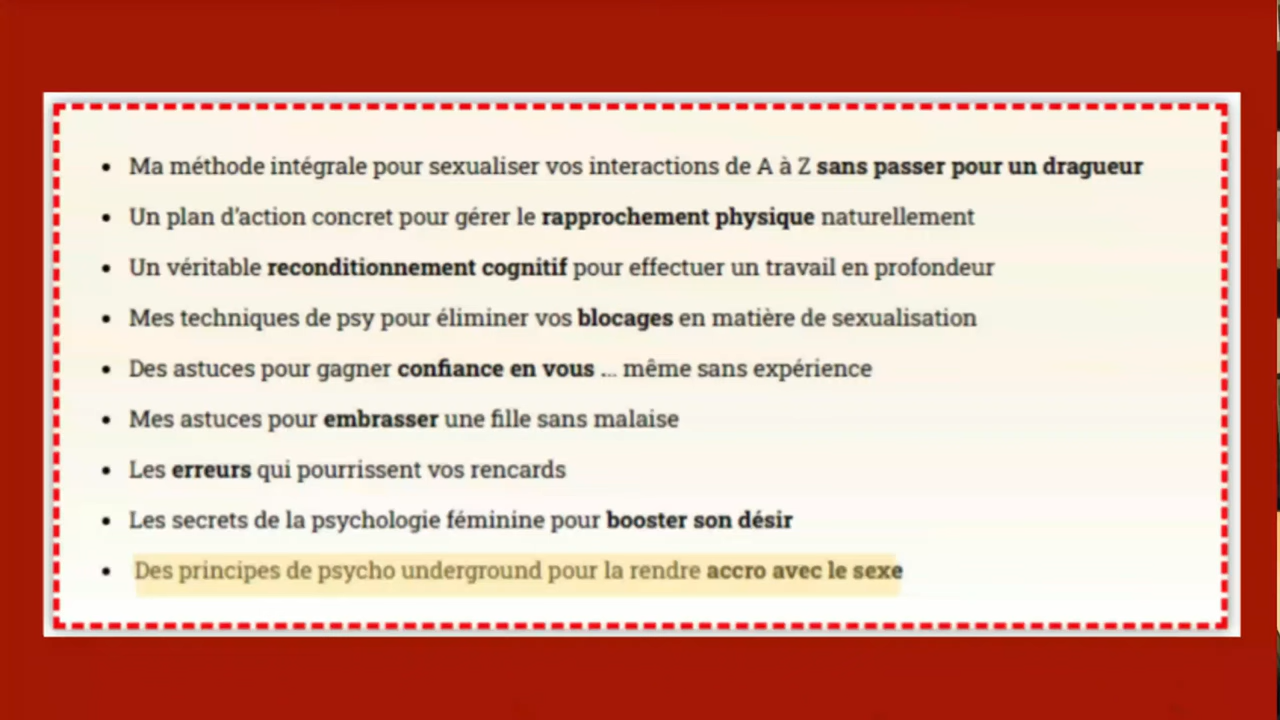 • Ma méthode intégrale pour sexualiser vos interactions de A à Z sans passer pour un dragueur
• Un plan d'action concret pour gérer le rapprochement physique naturellement
• Un véritable reconditionnement cognitif pour effectuer un travail en profondeur
• Mes techniques de psy pour éliminer vos blocages en matière de sexualisation
• Des astuces pour gagner confiance en vous ... même sans expérience
• Mes astuces pour embrasser une fille sans malaise
• Les erreurs qui pourrissent vos rencards
• Les secrets de la psychologie féminine pour booster son désir
• Des principes de psycho underground pour la rendre accro avec le sexe